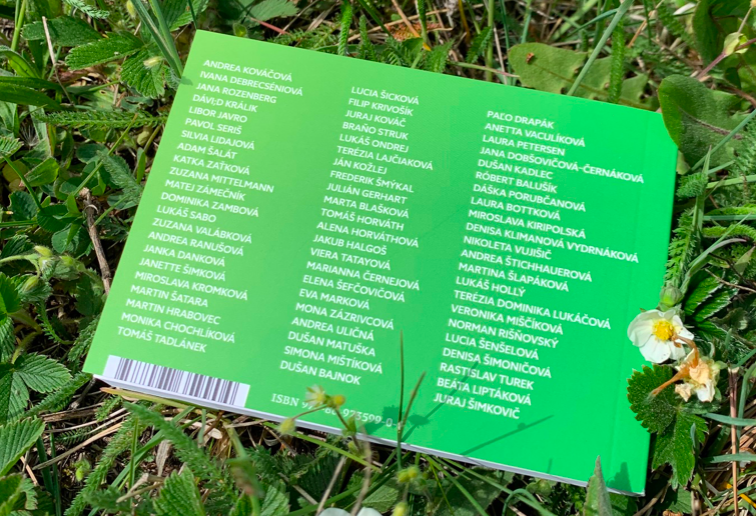 ANDREA KOVÁČOVÁ
IVANA DEBRECSÉNIOVÁ
JANA ROZENBERG
DÁVID KRÁLIK
LIBOR JAVRO
PAVOL SERIŠ
SILVIA LIDAJOVÁ
ADAM ŠALÁT
KATKA ZAŤKOVÁ
ZUZANA MITTELMANN
MATEJ ZÁMEČNÍK
DOMINIKA ZAMBOVÁ
LUKÁŠ SABO
ZUZANA VALÁBKOVÁ
ANDREA RANUŠOVÁ
JANKA DANKOVÁ
JANETTE ŠIMKOVÁ
MIROSLAVA KROMKOVÁ
MARTIN ŠATARA
MARTIN HRABOVEC
MONIKA CHOCHLÍKOVÁ
TOMÁŠ TADLÁNEK
LUCIA ŠICKOVÁ
FILIP KRIVOŠÍK
JURAJ KOVÁČ
BRAŇO STRUK
LUKÁŠ ONDREJ
TERÉZIA LAJČIAKOVÁ
JÁN KOŽLEJ
FREDERIK ŠMÝKAL
JULIÁN GERHART
MARTA BLAŠKOVÁ
TOMÁŠ HORVÁTH
ALENA HORVÁTHOVÁ
JAKUB HALGOŠ
VIERA TATAYOVÁ
MARIANNA ČERNEJOVÁ
ELENA ŠEFČOVIČOVÁ
EVA MARKOVÁ
MONA ZÁZRIVCOVÁ
ANDREA ULIČNÁ
DUŠAN MATUŠKA
SIMONA MIŠTÍKOVÁ
DUŠAN BAJNOK
PAĽO DRAPÁK
ANETTA VACULÍKOVÁ
LAURA PETERSEN
JANA DOBŠOVIČOVÁ-ČERNÁKOVÁ
DUŠAN KADLEC
RÓBERT BALUŠÍK
DÁŠKA PORUBČANOVÁ
LAURA BOTTKOVÁ
MIROSLAVA KIRIPOLSKÁ
DENISA KLIMANOVÁ VYDRNÁKOVÁ
NIKOLETA VUJIŠIČ
ANDREA ŠTICHHAUEROVÁ
MARTINA ŠLAPÁKOVÁ
LUKÁŠ HOLLÝ
TERÉZIA DOMINIKA LUKÁČOVÁ
VERONIKA MIŠČÍKOVÁ
NORMAN RIŠŇOVSKÝ
LUCIA ŠENŠELOVÁ
DENISA ŠIMONIČOVÁ
RASTISLAV TUREK
BEÁTA LIPTÁKOVÁ
JURAJ ŠIMKOVIČ
ISBN